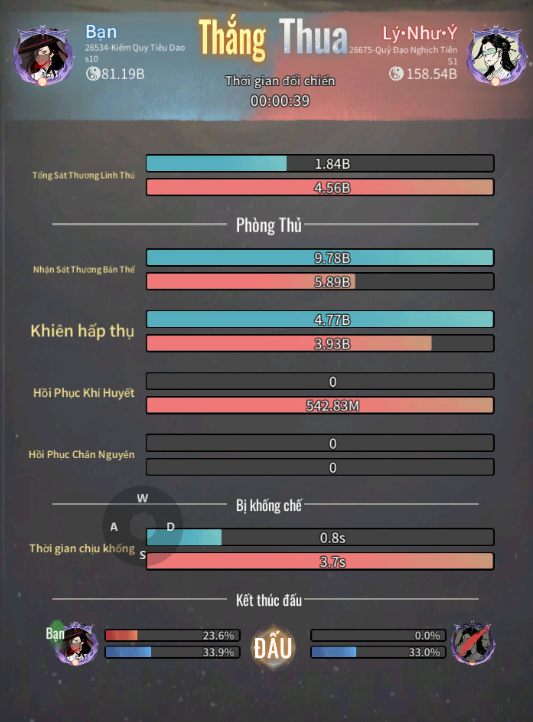 Bạn
26534-Kiếm Quy Tiêu Dao
s10
81.19B
Thắng
Thua
Lý•Như•Ý
26675-Quỷ Đạo Nghịch Tiên
S1
158.54B
Thời gian đối chiến
00:00:39
Tổng Sát Thương Linh Thú
1.84B
4.56B
Phòng Thủ
Nhận Sát Thương Bản Thể
9.78B
5.89B
Khiên hấp thụ
4.77B
3.93B
Hồi Phục Khí Huyết
0
542.83M
Hồi Phục Chân Nguyên
0
0
Bị khống chế
W
A
D
S
Thời gian chịu khống
0.8s
3.7s
Kết thúc đấu
Bạn
23.6%
33.9%
ĐẤU
0.0%
33.0%